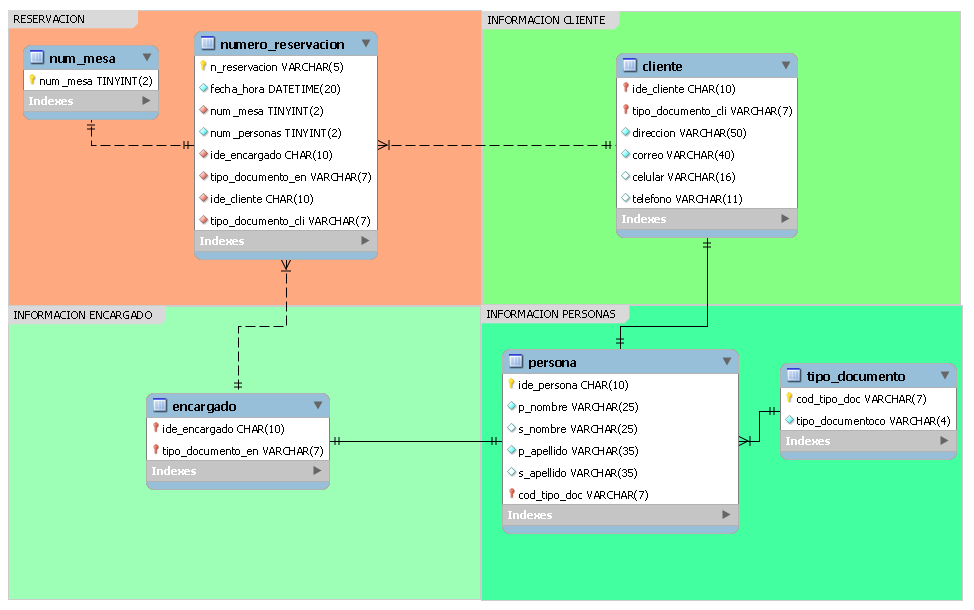 RESERVACION
num_mesa
num_mesa TINYINT(2)
Indexes
numero_reservacion
n_reservacion VARCHAR(5)
fecha_hora DATETIME(20)
num_mesa TINYINT(2)
num_personas TINYINT(2)
ide_encargado CHAR(10)
tipo_documento_en VARCHAR(7)
ide_cliente CHAR(10)
tipo_documento_cli VARCHAR(7)
Indexes
INFORMACION CLIENTE
cliente
ide_cliente CHAR(10)
tipo_documento_cli VARCHAR(7)
direccion VARCHAR(50)
correo VARCHAR(40)
celular VARCHAR(16)
telefono VARCHAR(11)
Indexes
INFORMACION ENCARGADO
encargado
ide_encargado CHAR(10)
tipo_documento_en VARCHAR(7)
Indexes
INFORMACION PERSONAS
persona
ide_persona CHAR(10)
p_nombre VARCHAR(25)
s_nombre VARCHAR(25)
p_apellido VARCHAR(35)
s_apellido VARCHAR(35)
cod_tipo_doc VARCHAR(7)
Indexes
tipo_documento
cod_tipo_doc VARCHAR(7)
tipo_documentoco VARCHAR(4)
Indexes